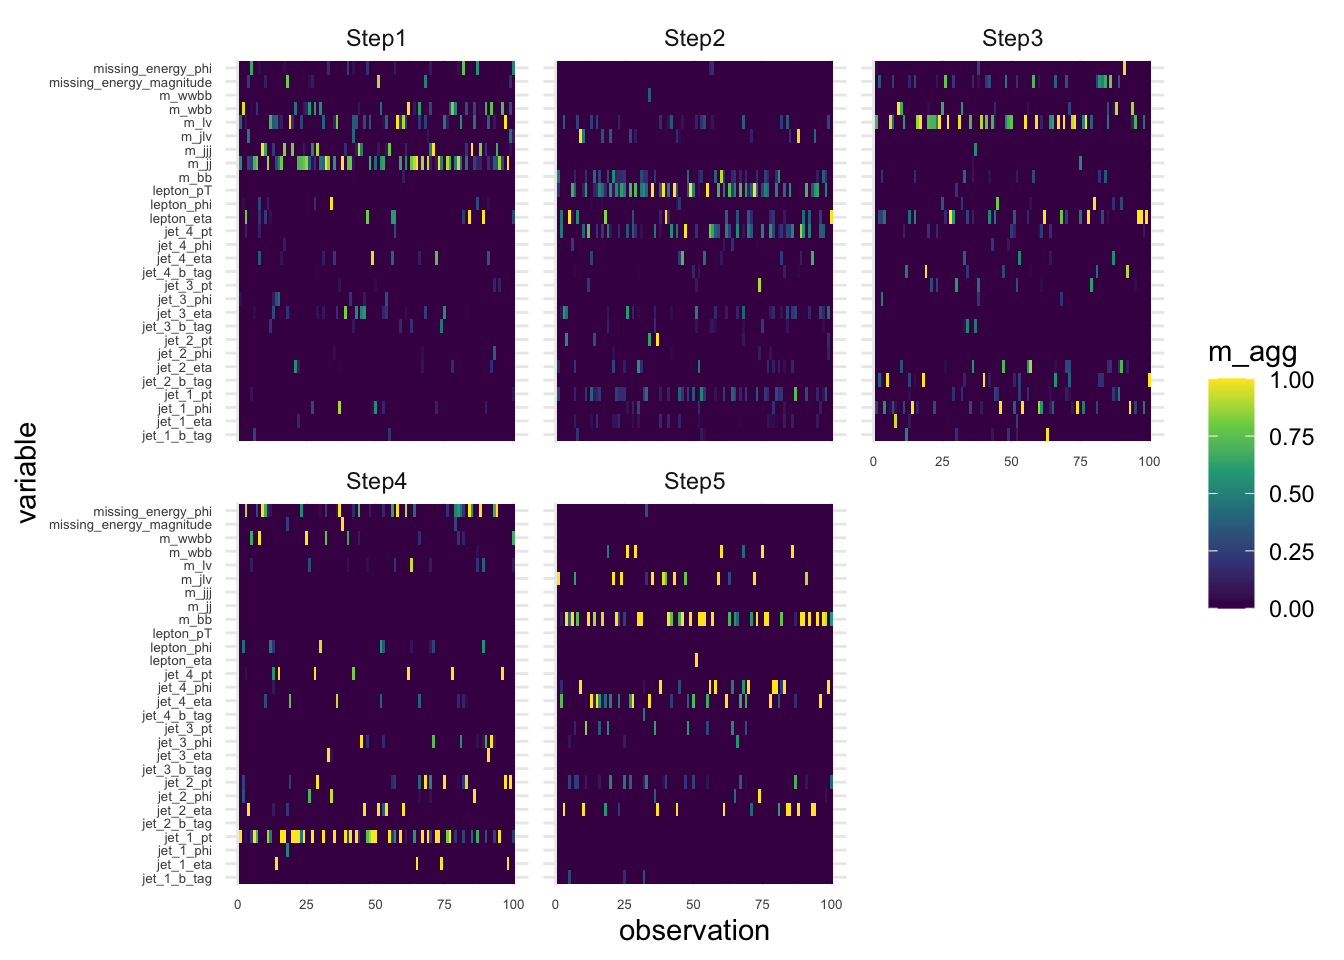 Step1
Step2
Step3
missing_energy_phi
missing_energy_magnitude
m_wwbb
m_wbb
m_lv
m_jlv
m_jjj
m_jj
m_bb
lepton_pT
lepton_phi
lepton_eta
jet_4_pt
jet_4_phi
jet_4_eta
jet_4_b_tag
jet_3_pt
jet_3_phi
jet_3_eta
jet_3_b_tag
jet_2_pt
jet_2_phi
jet_2_eta
jet_2_b_tag
jet_1_pt
jet_1_phi
jet_1_eta
jet_1_b_tag
0 25 50 75 100
Step4
Step5
missing_energy_phi
missing_energy_magnitude
m_wwbb
m_wbb
m_lv
m_jlv
m_jjj
m_jj
m_bb
lepton_pT
lepton_phi
lepton_eta
jet_4_pt
jet_4_phi
jet_4_eta
jet_4_b_tag
jet_3_pt
jet_3_phi
jet_3_eta
jet_3_b_tag
jet_2_pt
jet_2_phi
jet_2_eta
jet_2_b_tag
jet_1_pt
jet_1_phi
jet_1_eta
jet_1_b_tag
0 25 50 75 100
0 25 50 75 100
observation
variable
m_agg
1.00
0.75
0.50
0.25
0.00